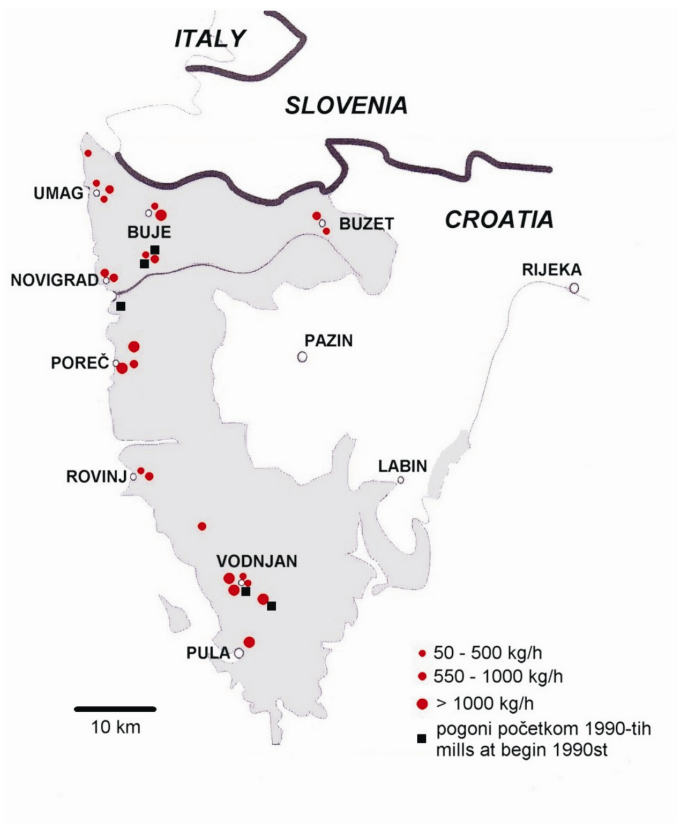 ITALY
SLOVENIA
UMAG
BUJE
BUZET
CROATIA
NOVIGRAD
RIJEKA
PAZIN
POREČ
ROVINJ
LABIN
VODNJAN
PULA
50 - 500 kg/h
550 - 1000 kg/h
> 1000 kg/h
pogoni početkom 1990-tih
mills at begin 1990st
10 km